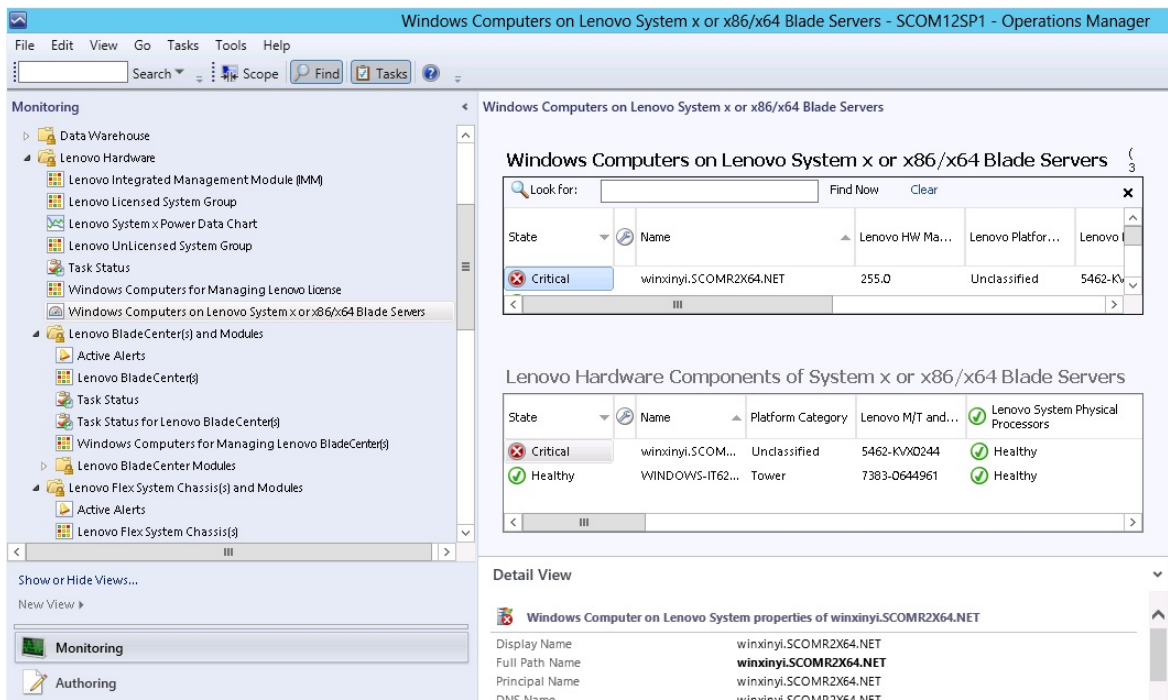 Windows Computers on Lenovo System x or x86/x64 Blade Servers - SCOM12SP1 - Operations Manager
File Edit View Go Tasks Tools Help
Search Scope Find Tasks
Monitoring
Data Warehouse
Lenovo Hardware
Lenovo Integrated Management Module (IMM)
Lenovo Licensed System Group
Lenovo System x Power Data Chart
Lenovo UnLicensed System Group
Task Status
Windows Computers for Managing Lenovo License
Windows Computers on Lenovo System x or x86/x64 Blade Servers
Lenovo BladeCenter(s) and Modules
Active Alerts
Lenovo BladeCenter(s)
Task Status
Task Status for Lenovo BladeCenter(s)
Windows Computers for Managing Lenovo BladeCenter(s)
Lenovo BladeCenter Modules
Lenovo Flex System Chassis(s) and Modules
Active Alerts
Lenovo Flex System Chassis(s)
Show or Hide Views...
New View
Monitoring
Authoring
Windows Computers on Lenovo System x or x86/x64 Blade Servers
Windows Computers on Lenovo System x or x86/x64 Blade Servers (3
Look for: Find Now Clear
State Name Lenovo HW Ma... Lenovo Platfor... Lenovo
Critical winxinyi.SCOMR2X64.NET 255.0 Unclassified 5462-KV
Lenovo Hardware Components of System x or x86/x64 Blade Servers
State Name Platform Category Lenovo M/T and... Lenovo System Physical Processors
Critical winxinyi.SCOM... Unclassified 5462-KVX0244 Healthy
Healthy WINDOWS-IT62... Tower 7383-0644961 Healthy
Detail View
Windows Computer on Lenovo System properties of winxinyi.SCOMR2X64.NET
Display Name winxinyi.SCOMR2X64.NET
Full Path Name winxinyi.SCOMR2X64.NET
Principal Name winxinyi.SCOMR2X64.NET
DNS Name winxinyi.SCOMR2X64.NET